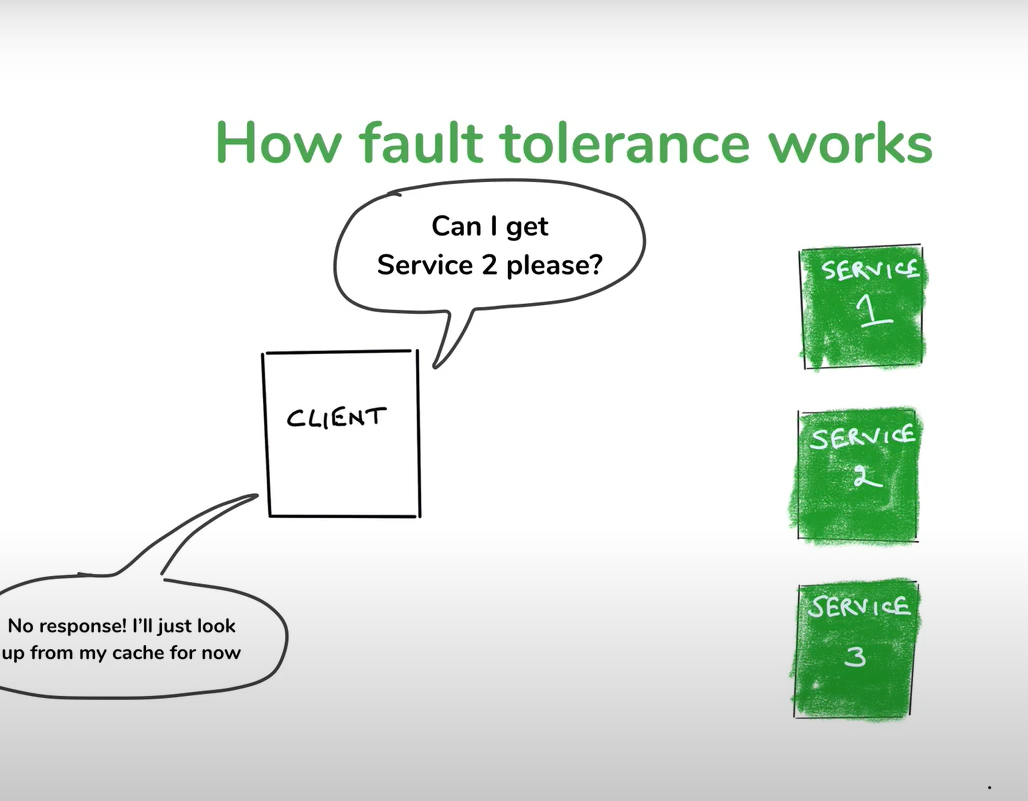 How fault tolerance works
Can I get
Service 2 please?
SERVICE
1
CLIENT
SERVICE
2
No response! I'll just look
up from my cache for now
SERVICE
3